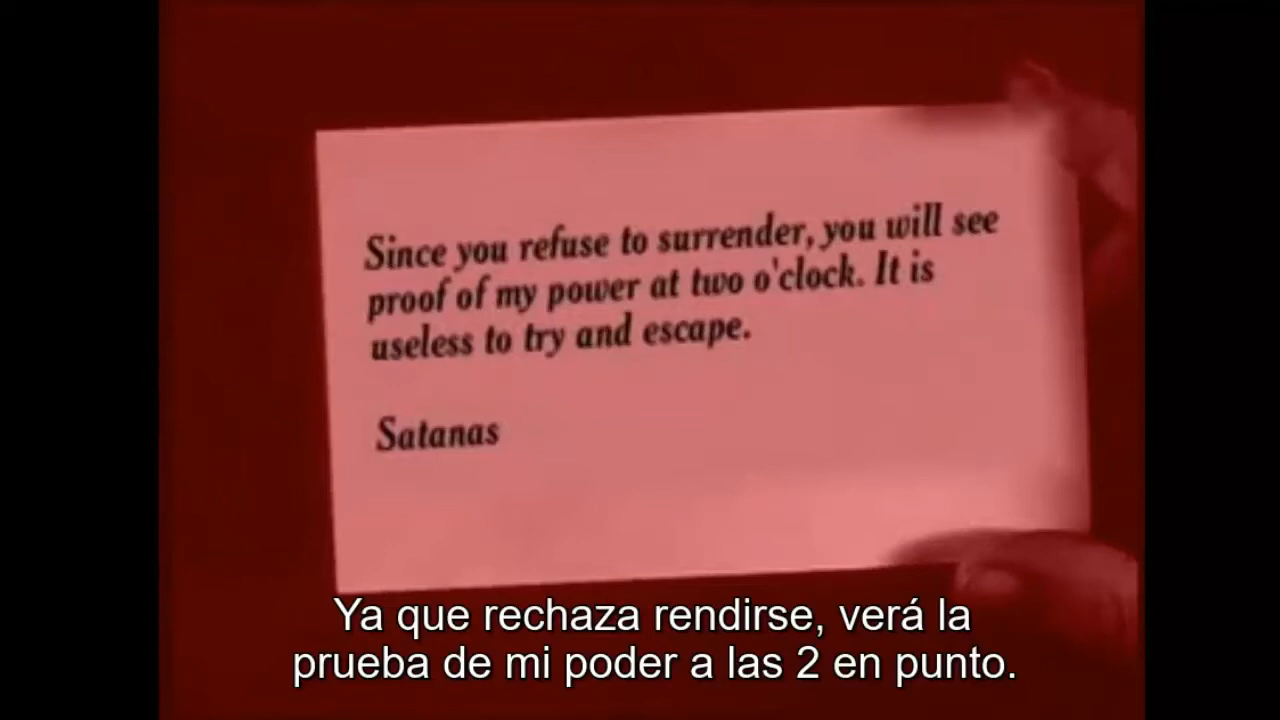 Since you refuse to surrender, you will see
proof of my power at two o'clock. It is
useless to try and escape.
Satanas
Ya que rechaza rendirse, verá la
prueba de mi poder a las 2 en punto.